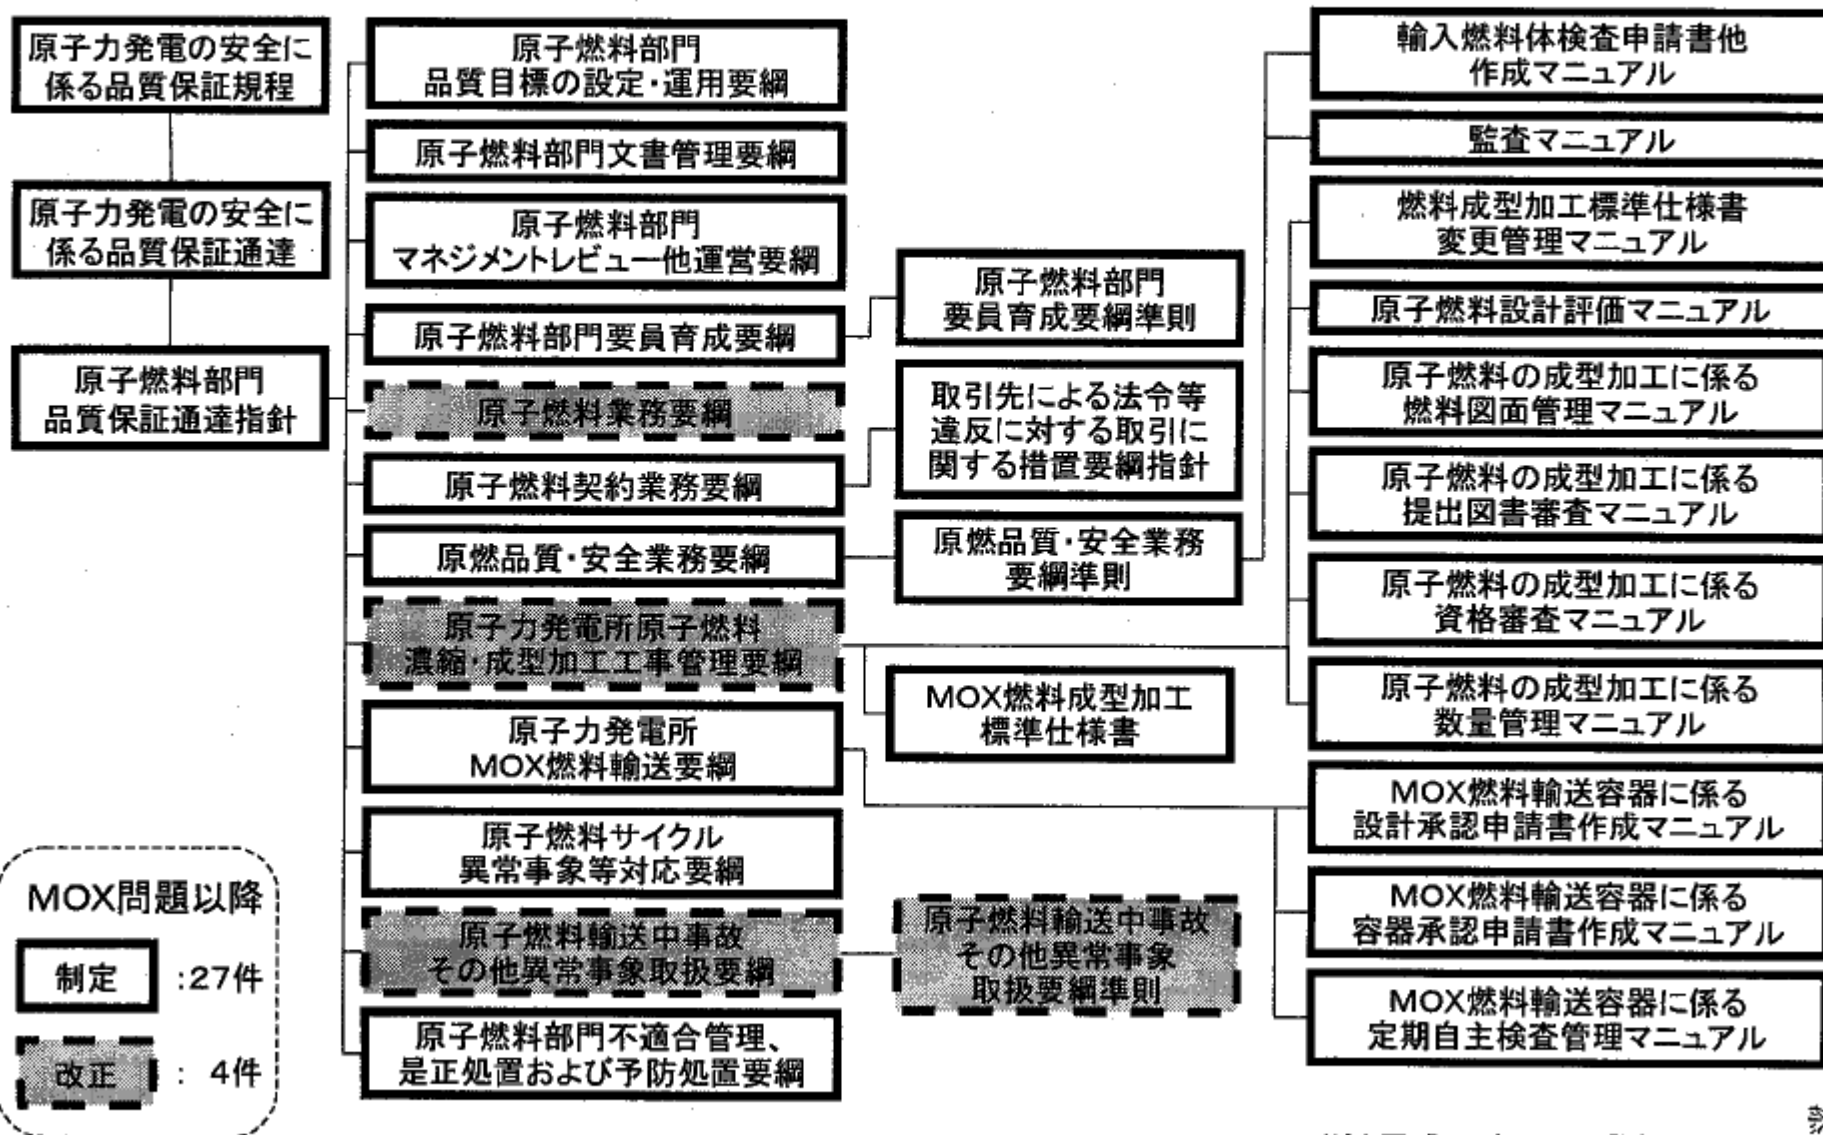 原子力発電の安全に
係る品質保証規程
原子力発電の安全に
係る品質保証通達
原子燃料部門
品質保証通達指針
原子燃料部門
品質目標の設定・運用要綱
原子燃料部門文書管理要綱
原子燃料部門
マネジメントレビュー他運営要綱
原子燃料部門要員育成要綱
原子燃料業務要綱
原子燃料契約業務要綱
原燃品質・安全業務要綱
原子力発電所原子燃料
濃縮・成型加工工事管理要綱
原子力発電所
MOX燃料輸送要綱
原子燃料サイクル
異常事象等対応要綱
原子燃料輸送中事故
その他異常事象取扱要綱
原子燃料部門不適合管理、
是正処置および予防処置要綱
原子燃料部門
要員育成要綱準則
取引先による法令等
違反に対する取引に
関する措置要綱指針
原燃品質・安全業務
要綱準則
MOX燃料成型加工
標準仕様書
原子燃料輸送中事故
その他異常事象
取扱要綱準則
輸入燃料体検査申請書他
作成マニュアル
監査マニュアル
燃料成型加工標準仕様書
変更管理マニュアル
原子燃料設計評価マニュアル
原子燃料の成型加工に係る
燃料図面管理マニュアル
原子燃料の成型加工に係る
提出図書審査マニュアル
原子燃料の成型加工に係る
資格審査マニュアル
原子燃料の成型加工に係る
数量管理マニュアル
MOX燃料輸送容器に係る
設計承認申請書作成マニュアル
MOX燃料輸送容器に係る
容器承認申請書作成マニュアル
MOX燃料輸送容器に係る
定期自主検査管理マニュアル
MOX問題以降
制定 :27件
改正 : 4件